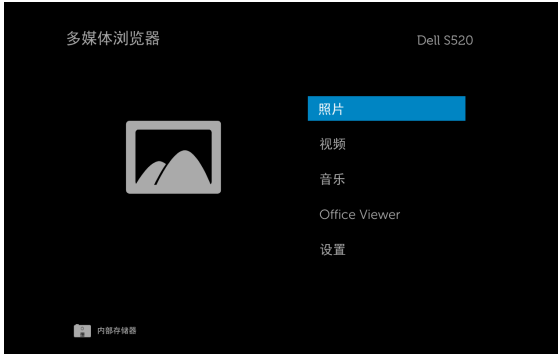 多媒体浏览器
Dell S520
照片
视频
音乐
Office Viewer
设置
内部存储器